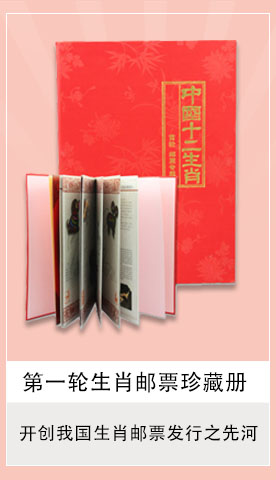 中國十二生肖
第一轮生肖邮票珍藏册
开创我国生肖邮票发行之先河